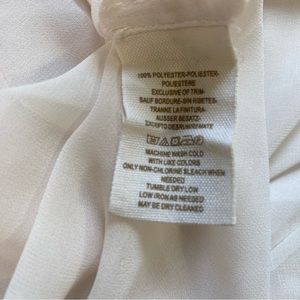 100% POLYESTER-POLIESTER-
POLIESTERE
EXCLUSIVE OF TRIM-
SAUF BORDURE-SIN RIBETES-
TRANNE LA FINITURA-
AUSSER BESATZ-
MACHINE WASH COLD
WITH LIKE COLORS
ONLY NON-CHLORINE BLEACH WHEN
NEEDED
TUMBLE DRY LOW
LOW IRON AS NEEDED
MAY BE DRY CLEANED